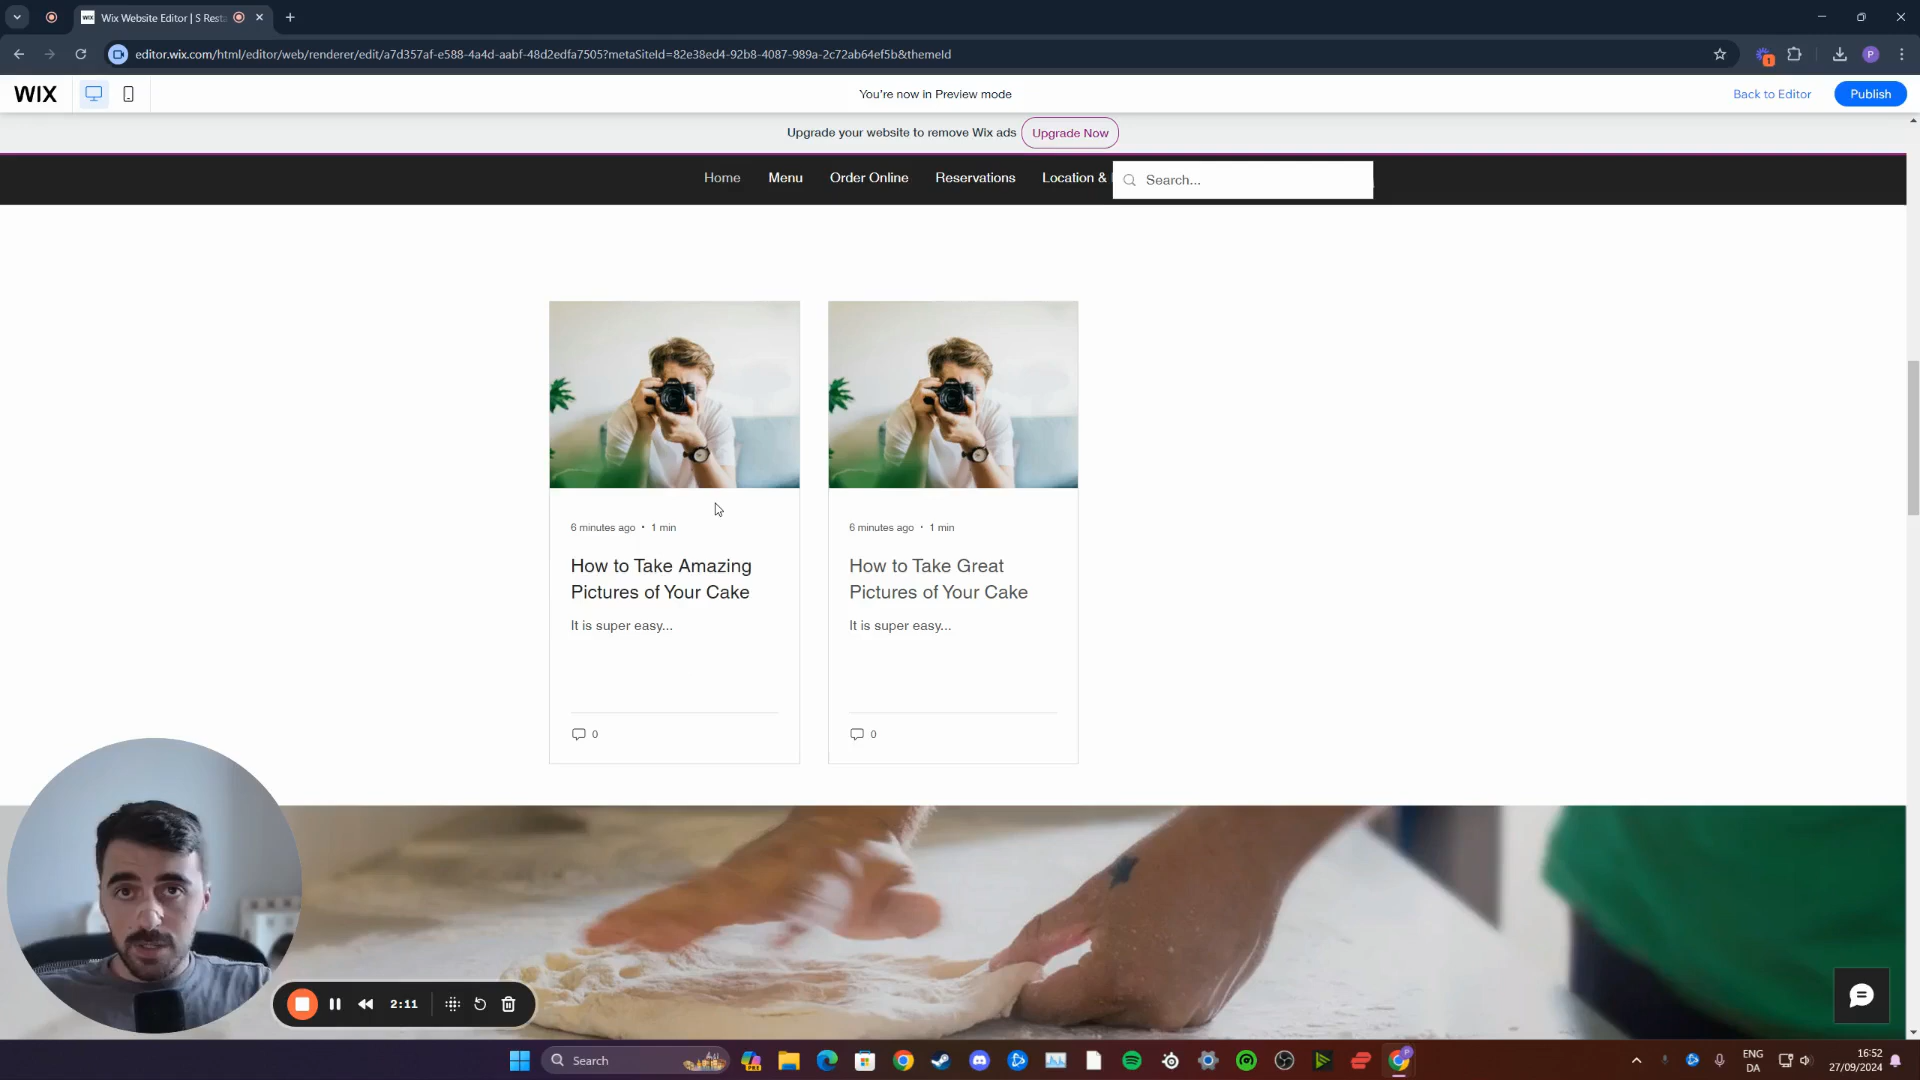 Wix Website Editor | S Resta
editor.wix.com/html/editor/web/renderer/edit/a7d357af-e588-4a4d-aabf-48d2edfa7505?metaSiteId=82e38ed4-92b8-4087-989a-2c72ab64ef5b&themeId
1
P
WIX
You're now in Preview mode
Back to Editor
Publish
Upgrade your website to remove Wix ads
Upgrade Now
Home
Menu
Order Online
Reservations
Location &
Search...
6 minutes ago • 1 min
How to Take Amazing
Pictures of Your Cake
It is super easy...
0
6 minutes ago • 1 min
How to Take Great
Pictures of Your Cake
It is super easy...
0
2:11
Search
PRE
P
ENG
DA
16:52
27/09/2024